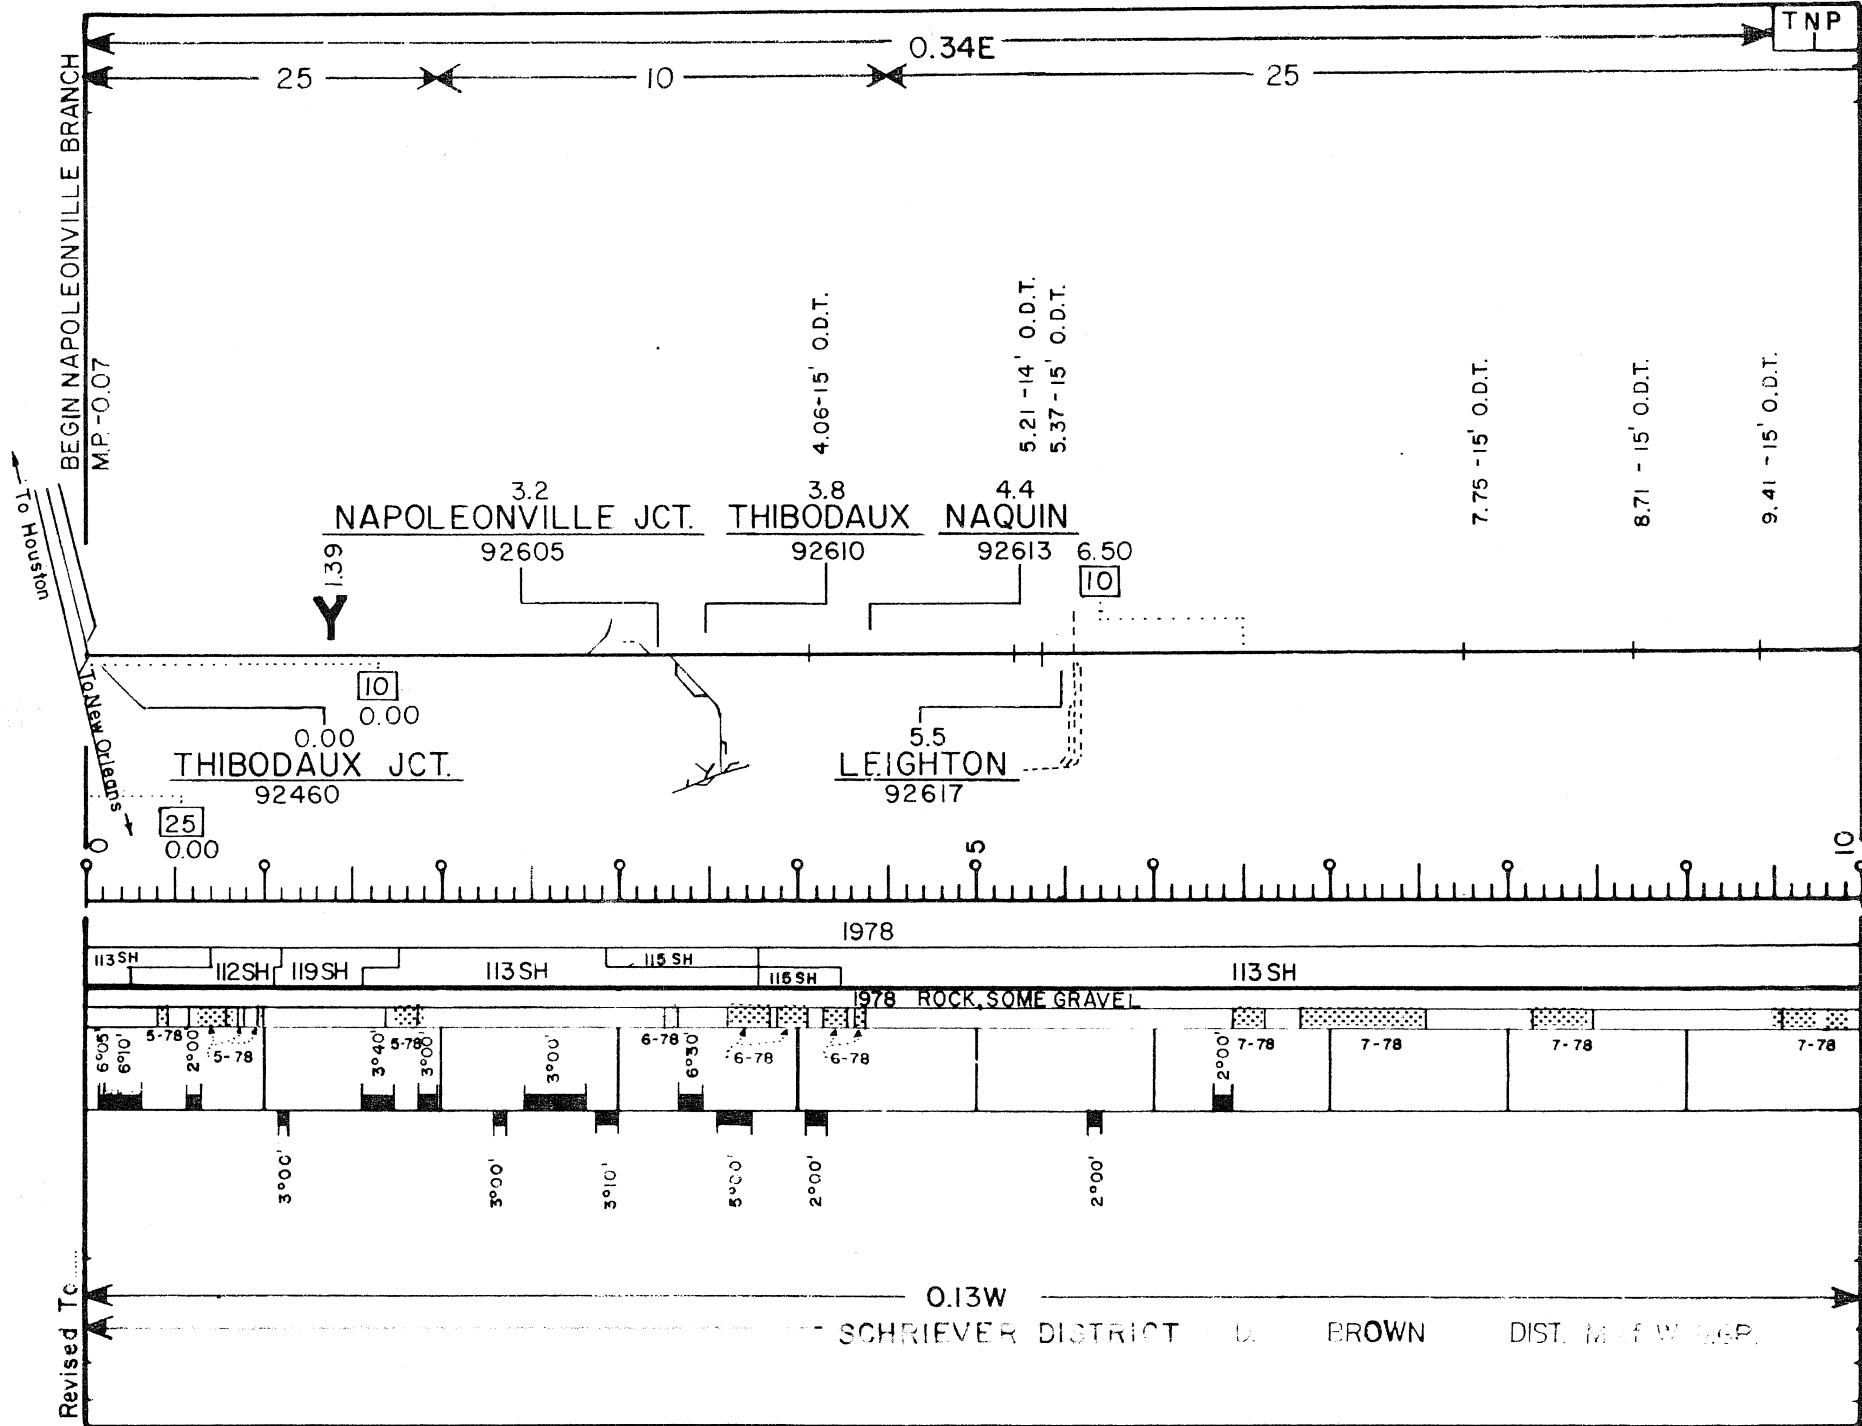 TNP
0.34E
25 10 25
BEGIN NAPOLEONVILLE BRANCH
M.P.-0.07
4.06-15' O.D.T.
5.21-14' O.D.T.
5.37-15' O.D.T.
7.75-15' O.D.T.
8.71-15' O.D.T.
9.41-15' O.D.T.
To Houston
3.2 3.8 4.4
NAPOLEONVILLE JCT. THIBODAUX NAQUIN
92605 92610 92613 6.50
10
1.39
Y
10
0.00
To New Orleans
0.00
THIBODAUX JCT.
92460
5.5
LEIGHTON
92617
25
0.00
0 5 10
1978
113SH 112SH 119SH 113SH 115SH 115SH 113SH
1978 ROCK, SOME GRAVEL
5-78 5-78 5-78 6-78 6-78 6-78 7-78 7-78 7-78 7-78
6°05' 6°10' 2°00' 3°40' 3°00' 3°00' 6°30' 2°00'
3°00' 3°00' 3°10' 5°00' 2°00' 2°00'
0.13W
SCHRIEVER DISTRICT BROWN DIST. M of W
Revised To